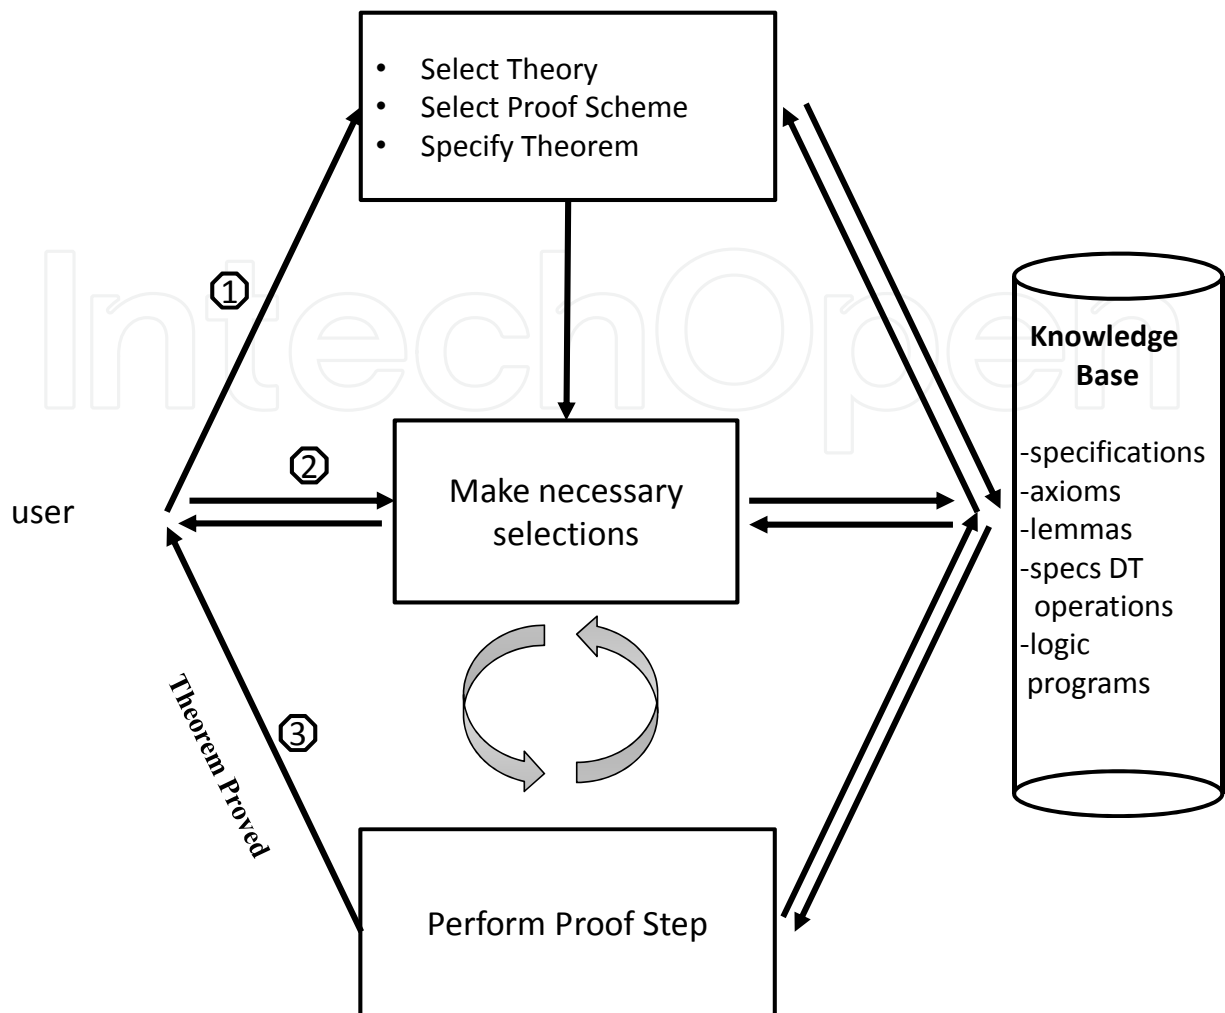 • Select Theory
• Select Proof Scheme
• Specify Theorem
1
IntechOpen
Knowledge
Base
-specifications
-axioms
-lemmas
-specs DT
operations
-logic
programs
2
Make necessary
selections
user
3
Theorem Proved
Perform Proof Step